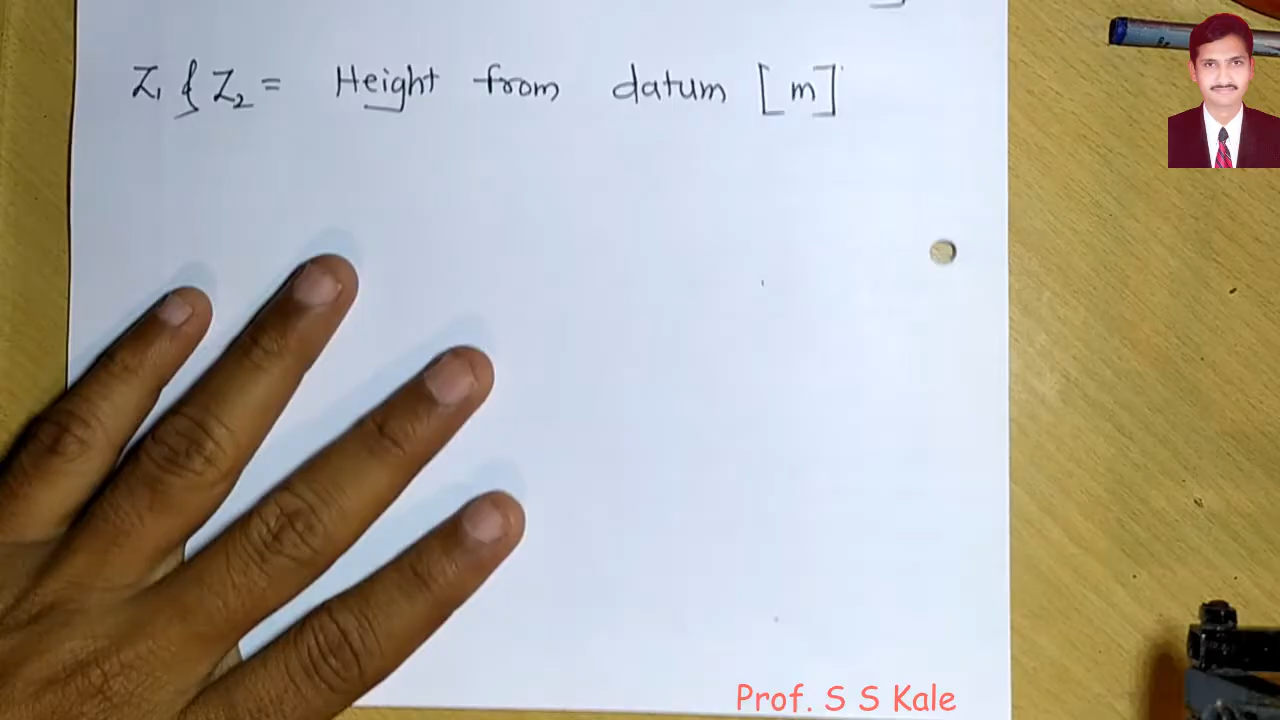 Z₁ & Z₂ = Height from datum [m]
Prof. S S Kale